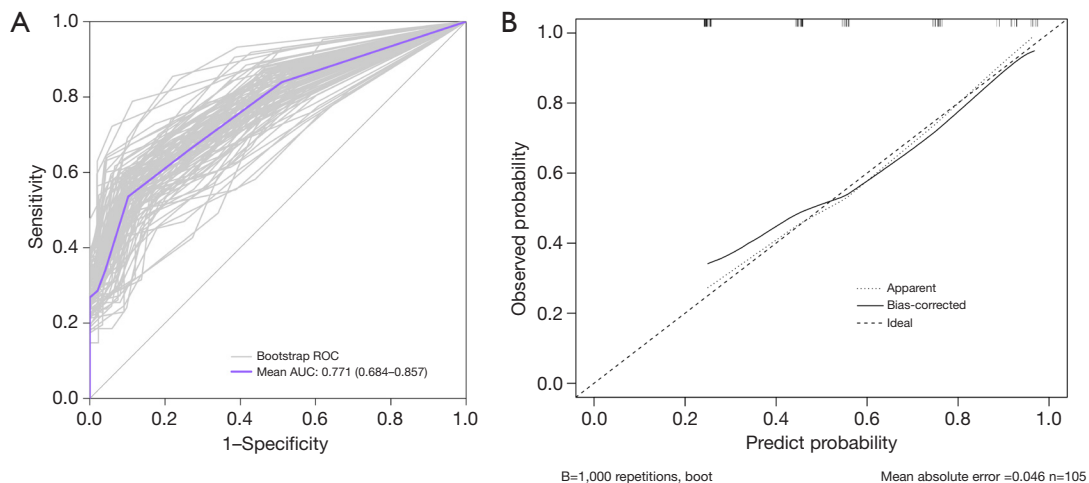 A
1.0
0.8
0.6
0.4
0.2
0.0
Sensitivity
Bootstrap ROC
Mean AUC: 0.771 (0.684–0.857)
0.0 0.2 0.4 0.6 0.8 1.0
1–Specificity
B
1.0
0.8
0.6
0.4
0.2
0.0
Observed probability
Apparent
Bias-corrected
Ideal
0.0 0.2 0.4 0.6 0.8 1.0
Predict probability
B=1,000 repetitions, boot
Mean absolute error =0.046 n=105